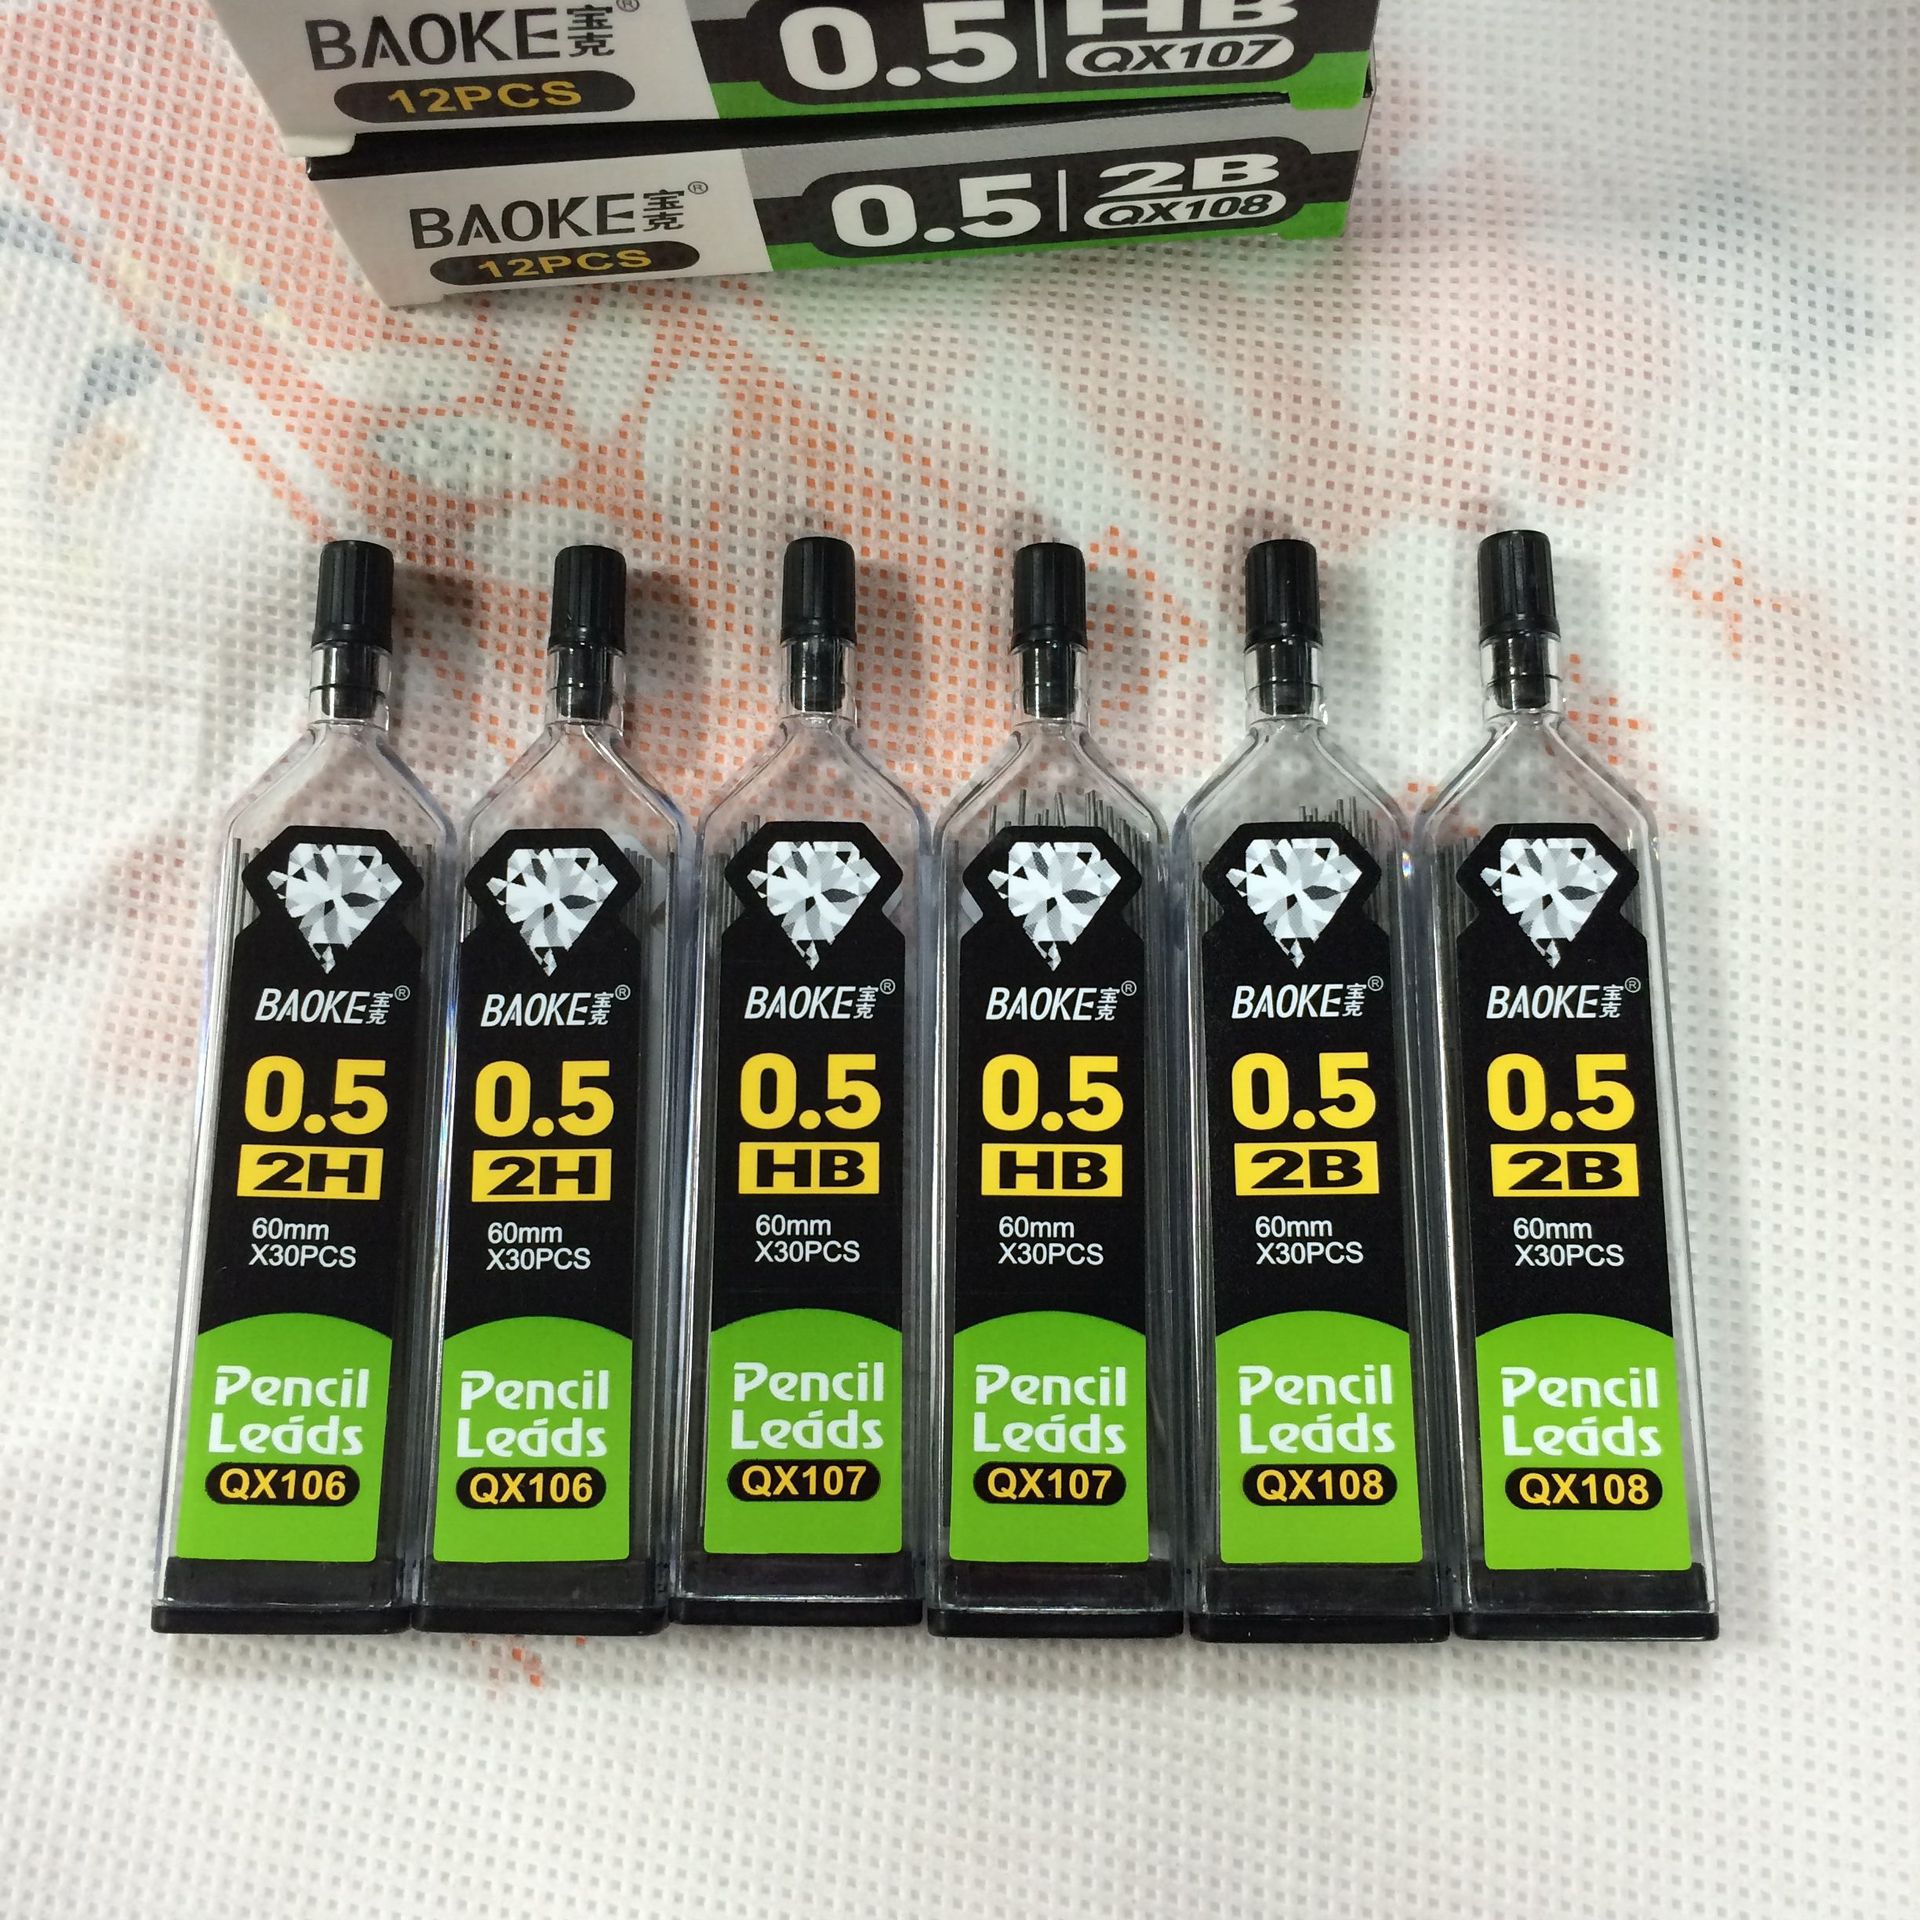 BAOKE宝克®
12PCS
0.5 HB
QX107
BAOKE宝克®
12PCS
0.5 2B
QX108
BAOKE宝克®
0.5
2H
60mm
X30PCS
Pencil
Leads
QX106
BAOKE宝克®
0.5
2H
60mm
X30PCS
Pencil
Leads
QX106
BAOKE宝克®
0.5
HB
60mm
X30PCS
Pencil
Leads
QX107
BAOKE宝克®
0.5
HB
60mm
X30PCS
Pencil
Leads
QX107
BAOKE宝克®
0.5
2B
60mm
X30PCS
Pencil
Leads
QX108
BAOKE宝克®
0.5
2B
60mm
X30PCS
Pencil
Leads
QX108